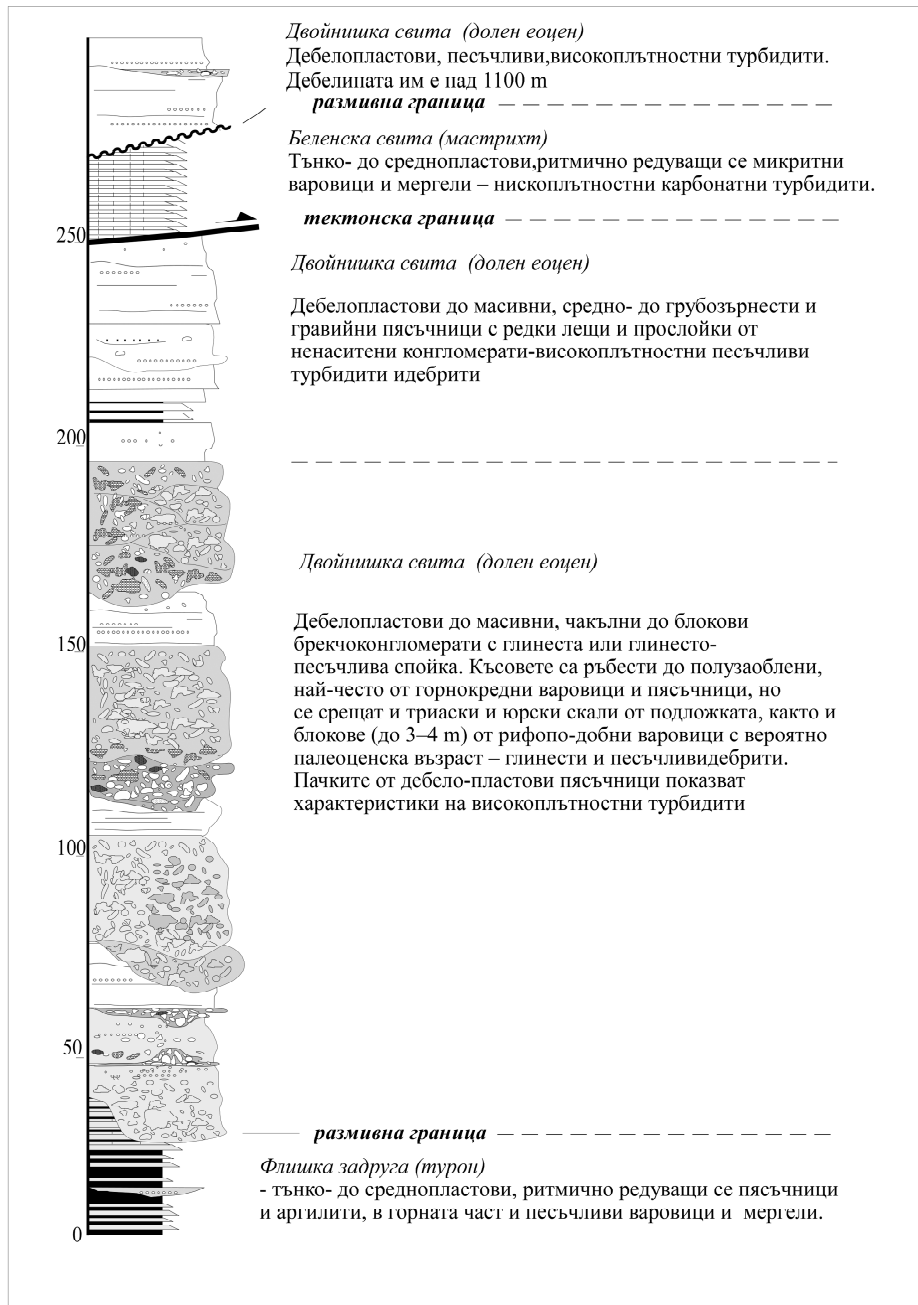 Двойнишка свита (долен еоцен)
Дебелопластови, песъчливи,високоплътностни турбидити.
Дебелината им е над 1100 m
размивна граница
Беленска свита (мастрихт)
Тънко- до среднопластови,ритмично редуващи се микритни
варовици и мергели – нископлътностни карбонатни турбидити.
тектонска граница
250
Двойнишка свита (долен еоцен)
Дебелопластови до масивни, средно- до грубозърнести и
гравийни пясъчници с редки лещи и прослойки от
ненаситени конгломерати-високоплътностни песъчливи
турбидити идебрити
200
Двойнишка свита (долен еоцен)
Дебелопластови до масивни, чакълни до блокови
брекчоконгломерати с глинеста или глинесто-
песъчлива спойка. Късовете са ръбести до полузаоблени,
най-често от горнокредни варовици и пясъчници, но
се срещат и триаски и юрски скали от подложката, както и
блокове (до 3–4 m) от рифопо-добни варовици с вероятно
палеоценска възраст – глинести и песъчливидебрити.
Пачките от дебело-пластови пясъчници показват
характеристики на високоплътностни турбидити
150
100
50
размивна граница
Флишка задруга (турон)
- тънко- до среднопластови, ритмично редуващи се пясъчници
и аргилити, в горната част и песъчливи варовици и мергели.
0